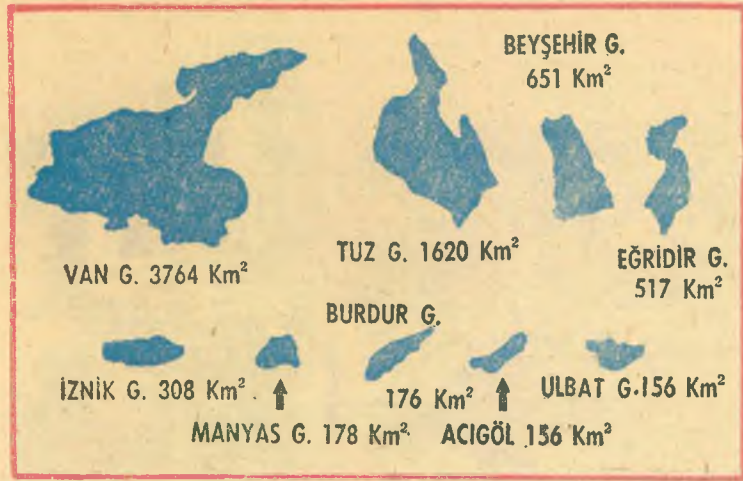 BEYŞEHİR G.
651 Km²
VAN G. 3764 Km²
TUZ G. 1620 Km²
EĞRİDİR G.
517 Km²
BURDUR G.
176 Km²
İZNİK G. 308 Km²
ULBAT G.156 Km²
MANYAS G. 178 Km²
ACIGÖL 156 Km²